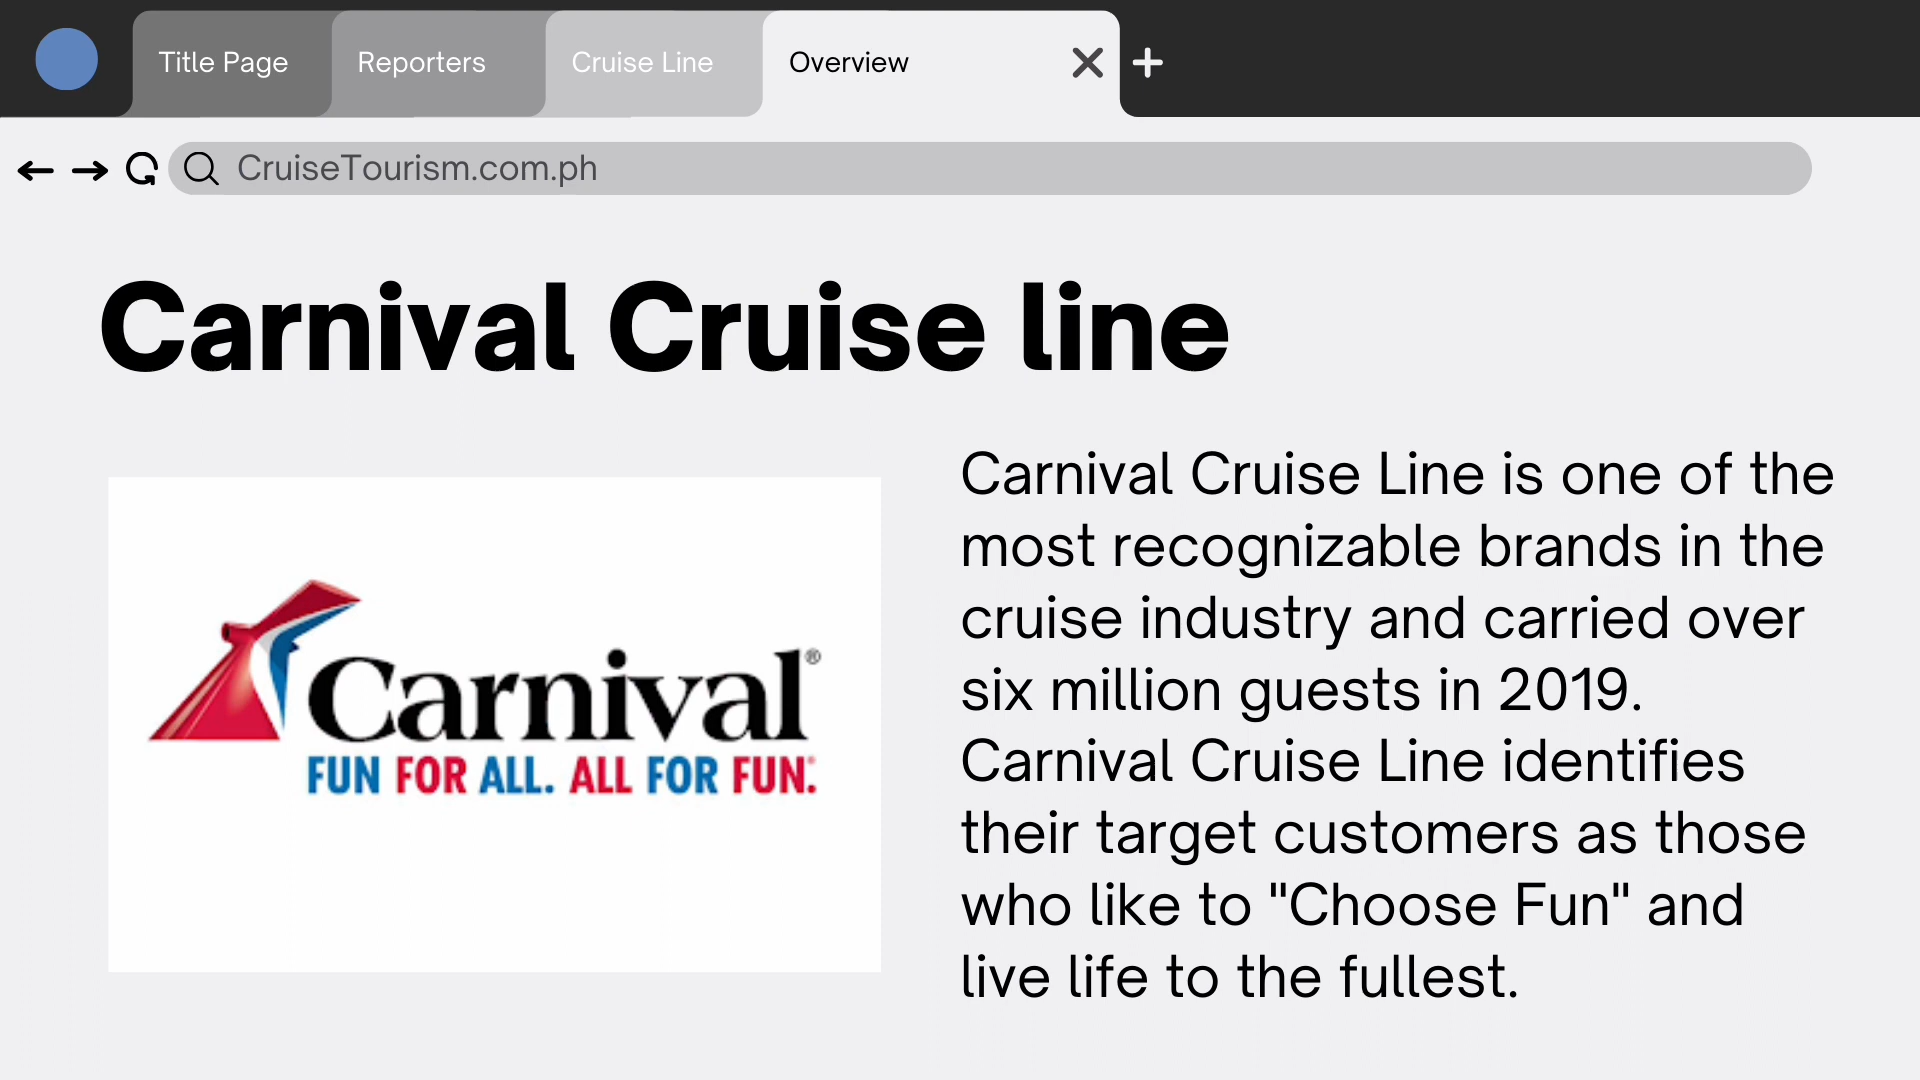 Title Page
Reporters
Cruise Line
Overview
CruiseTourism.com.ph
Carnival Cruise line
Carnival®
FUN FOR ALL. ALL FOR FUN.
Carnival Cruise Line is one of the
most recognizable brands in the
cruise industry and carried over
six million guests in 2019.
Carnival Cruise Line identifies
their target customers as those
who like to "Choose Fun" and
live life to the fullest.